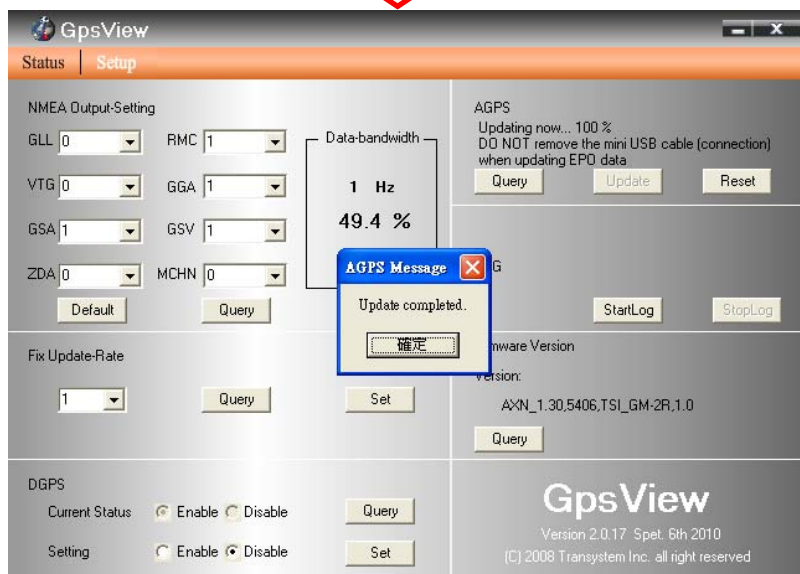 GpsView
Status Setup
NMEA Output-Setting
GLL 0 RMC 1
VTG 0 GGA 1
GSA 1 GSV 1
ZDA 0 MCHN 0
Default Query
Data-bandwidth
1 Hz
49.4 %
AGPS
Updating now... 100 %
DO NOT remove the mini USB cable (connection)
when updating EPO data
Query Update Reset
G
StartLog StopLog
AGPS Message
Update completed.
確定
Fix Update-Rate
1 Query Set
mware Version
Version:
AXN_1.30,5406,TSI_GM-2R,1.0
Query
DGPS
Current Status Enable Disable Query
Setting Enable Disable Set
GpsView
Version 2.0.17 Spet. 6th 2010
(C) 2008 Transystem Inc. all right reserved